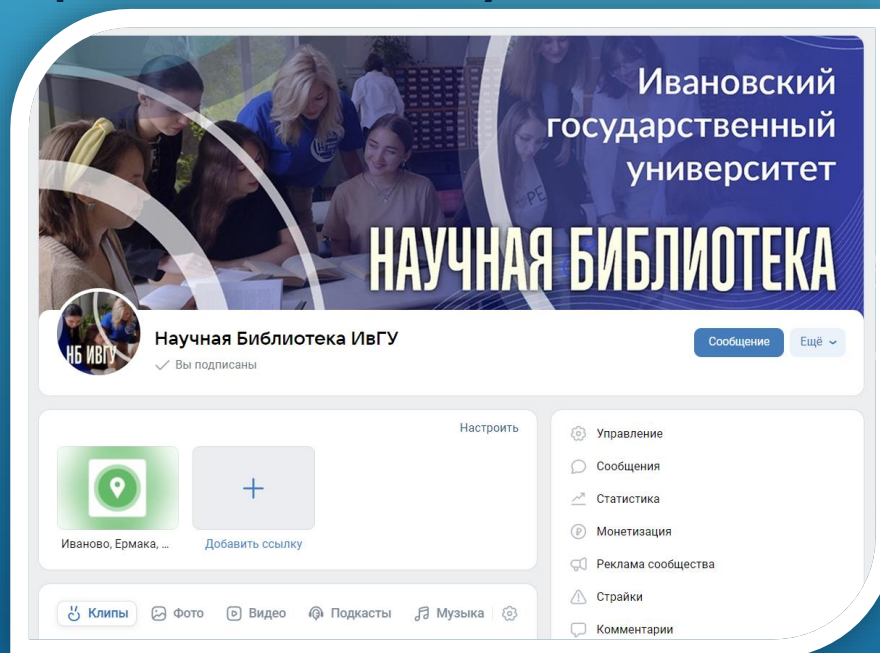 Ивановский
государственный
университет
НАУЧНАЯ БИБЛИОТЕКА
НБ ИВГУ
Научная Библиотека ИвГУ
Вы подписаны
Сообщение
Ещё
Настроить
Иваново, Ермака, ...
Добавить ссылку
Клипы
Фото
Видео
Подкасты
Музыка
Управление
Сообщения
Статистика
Монетизация
Реклама сообщества
Страйки
Комментарии